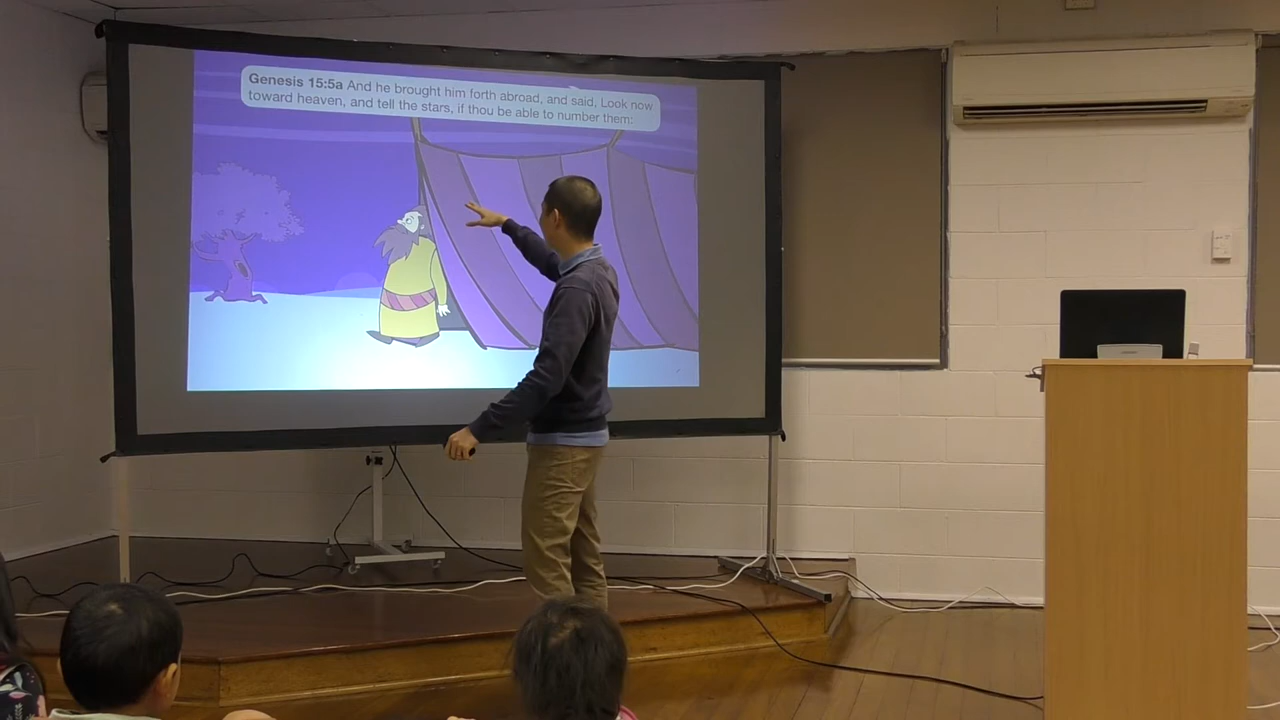 Genesis 15:5a And he brought him forth abroad, and said, Look now
toward heaven, and tell the stars, if thou be able to number them: